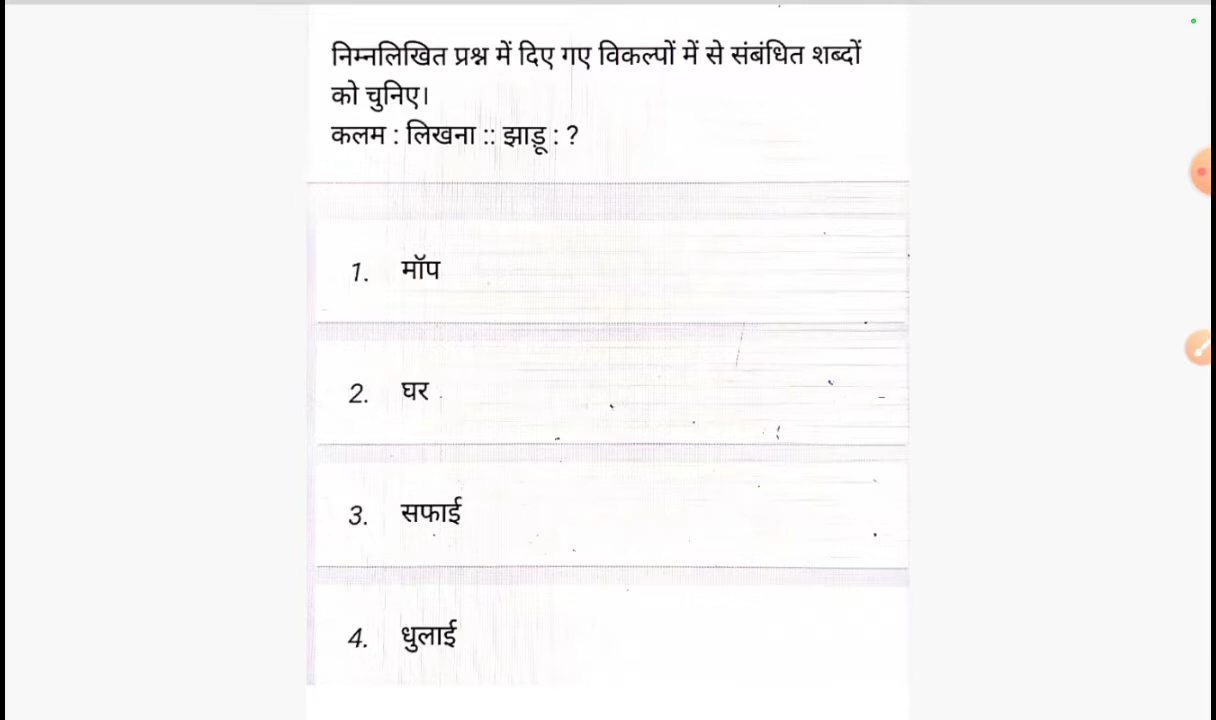 निम्नलिखित प्रश्न में दिए गए विकल्पों में से संबंधित शब्दों
को चुनिए।
कलम : लिखना :: झाड़ू : ?
1. मॉप
2. घर
3. सफाई
4. धुलाई